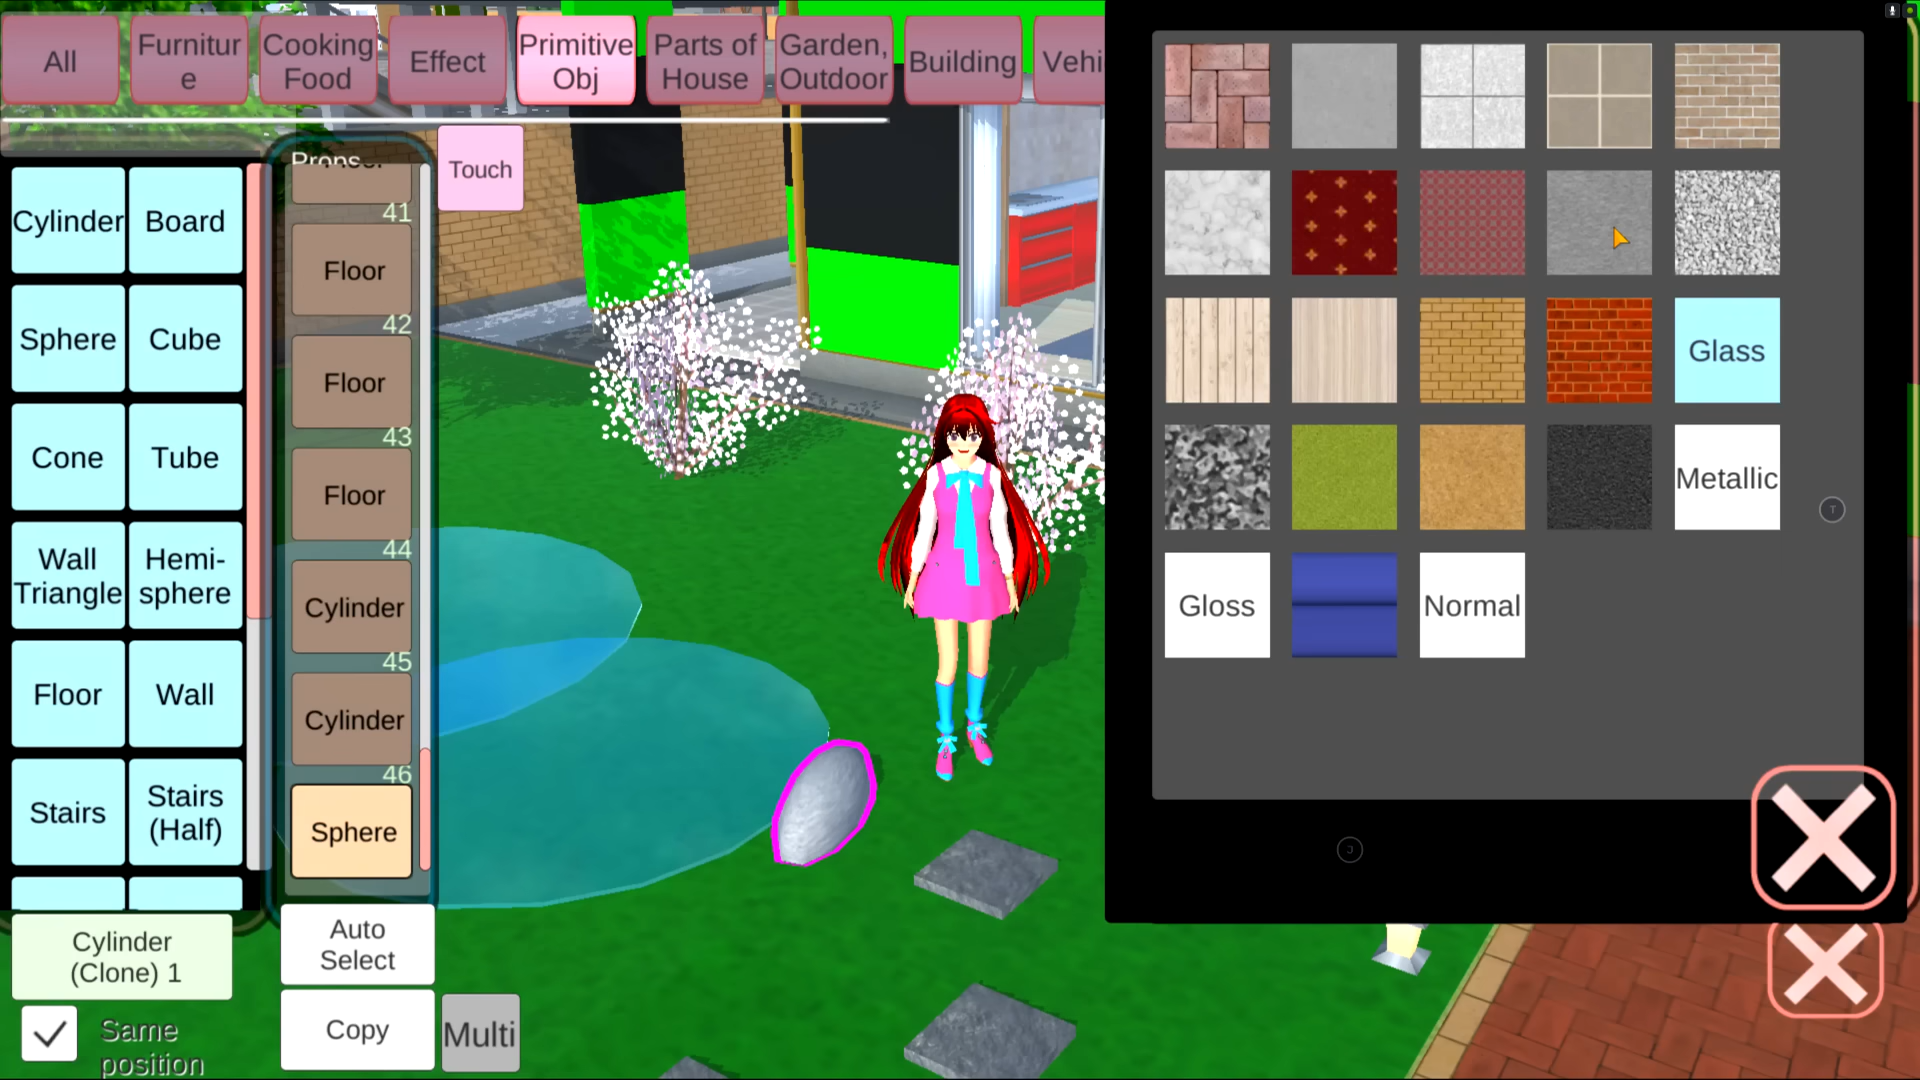 All
Furnitur
e
Cooking
Food
Effect
Primitive
Obj
Parts of
House
Garden,
Outdoor
Building
Vehi
Props
Touch
Cylinder
Board
Sphere
Cube
Cone
Tube
Wall
Triangle
Hemi-
sphere
Floor
Wall
Stairs
Stairs
(Half)
Floor
41
Floor
42
Floor
43
Floor
44
Cylinder
45
Cylinder
46
Sphere
Cylinder
(Clone) 1
Same
position
Auto
Select
Copy
Multi
Glass
Metallic
Gloss
Normal
T
J